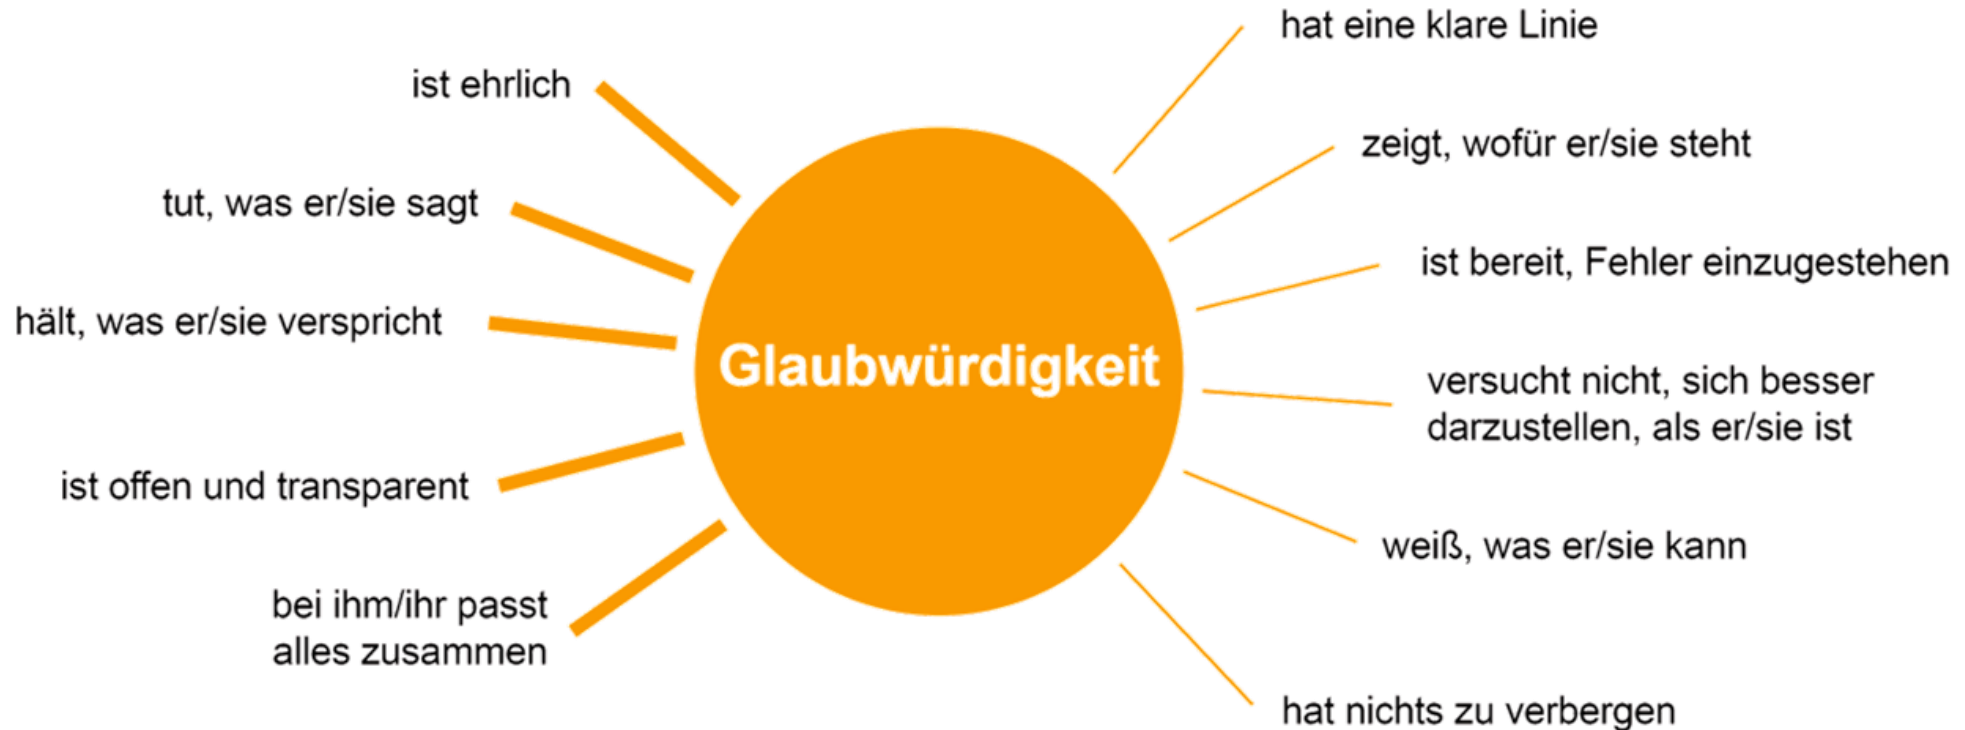 ist ehrlich
tut, was er/sie sagt
hält, was er/sie verspricht
ist offen und transparent
bei ihm/ihr passt
alles zusammen
Glaubwürdigkeit
hat eine klare Linie
zeigt, wofür er/sie steht
ist bereit, Fehler einzugestehen
versucht nicht, sich besser
darzustellen, als er/sie ist
weiß, was er/sie kann
hat nichts zu verbergen